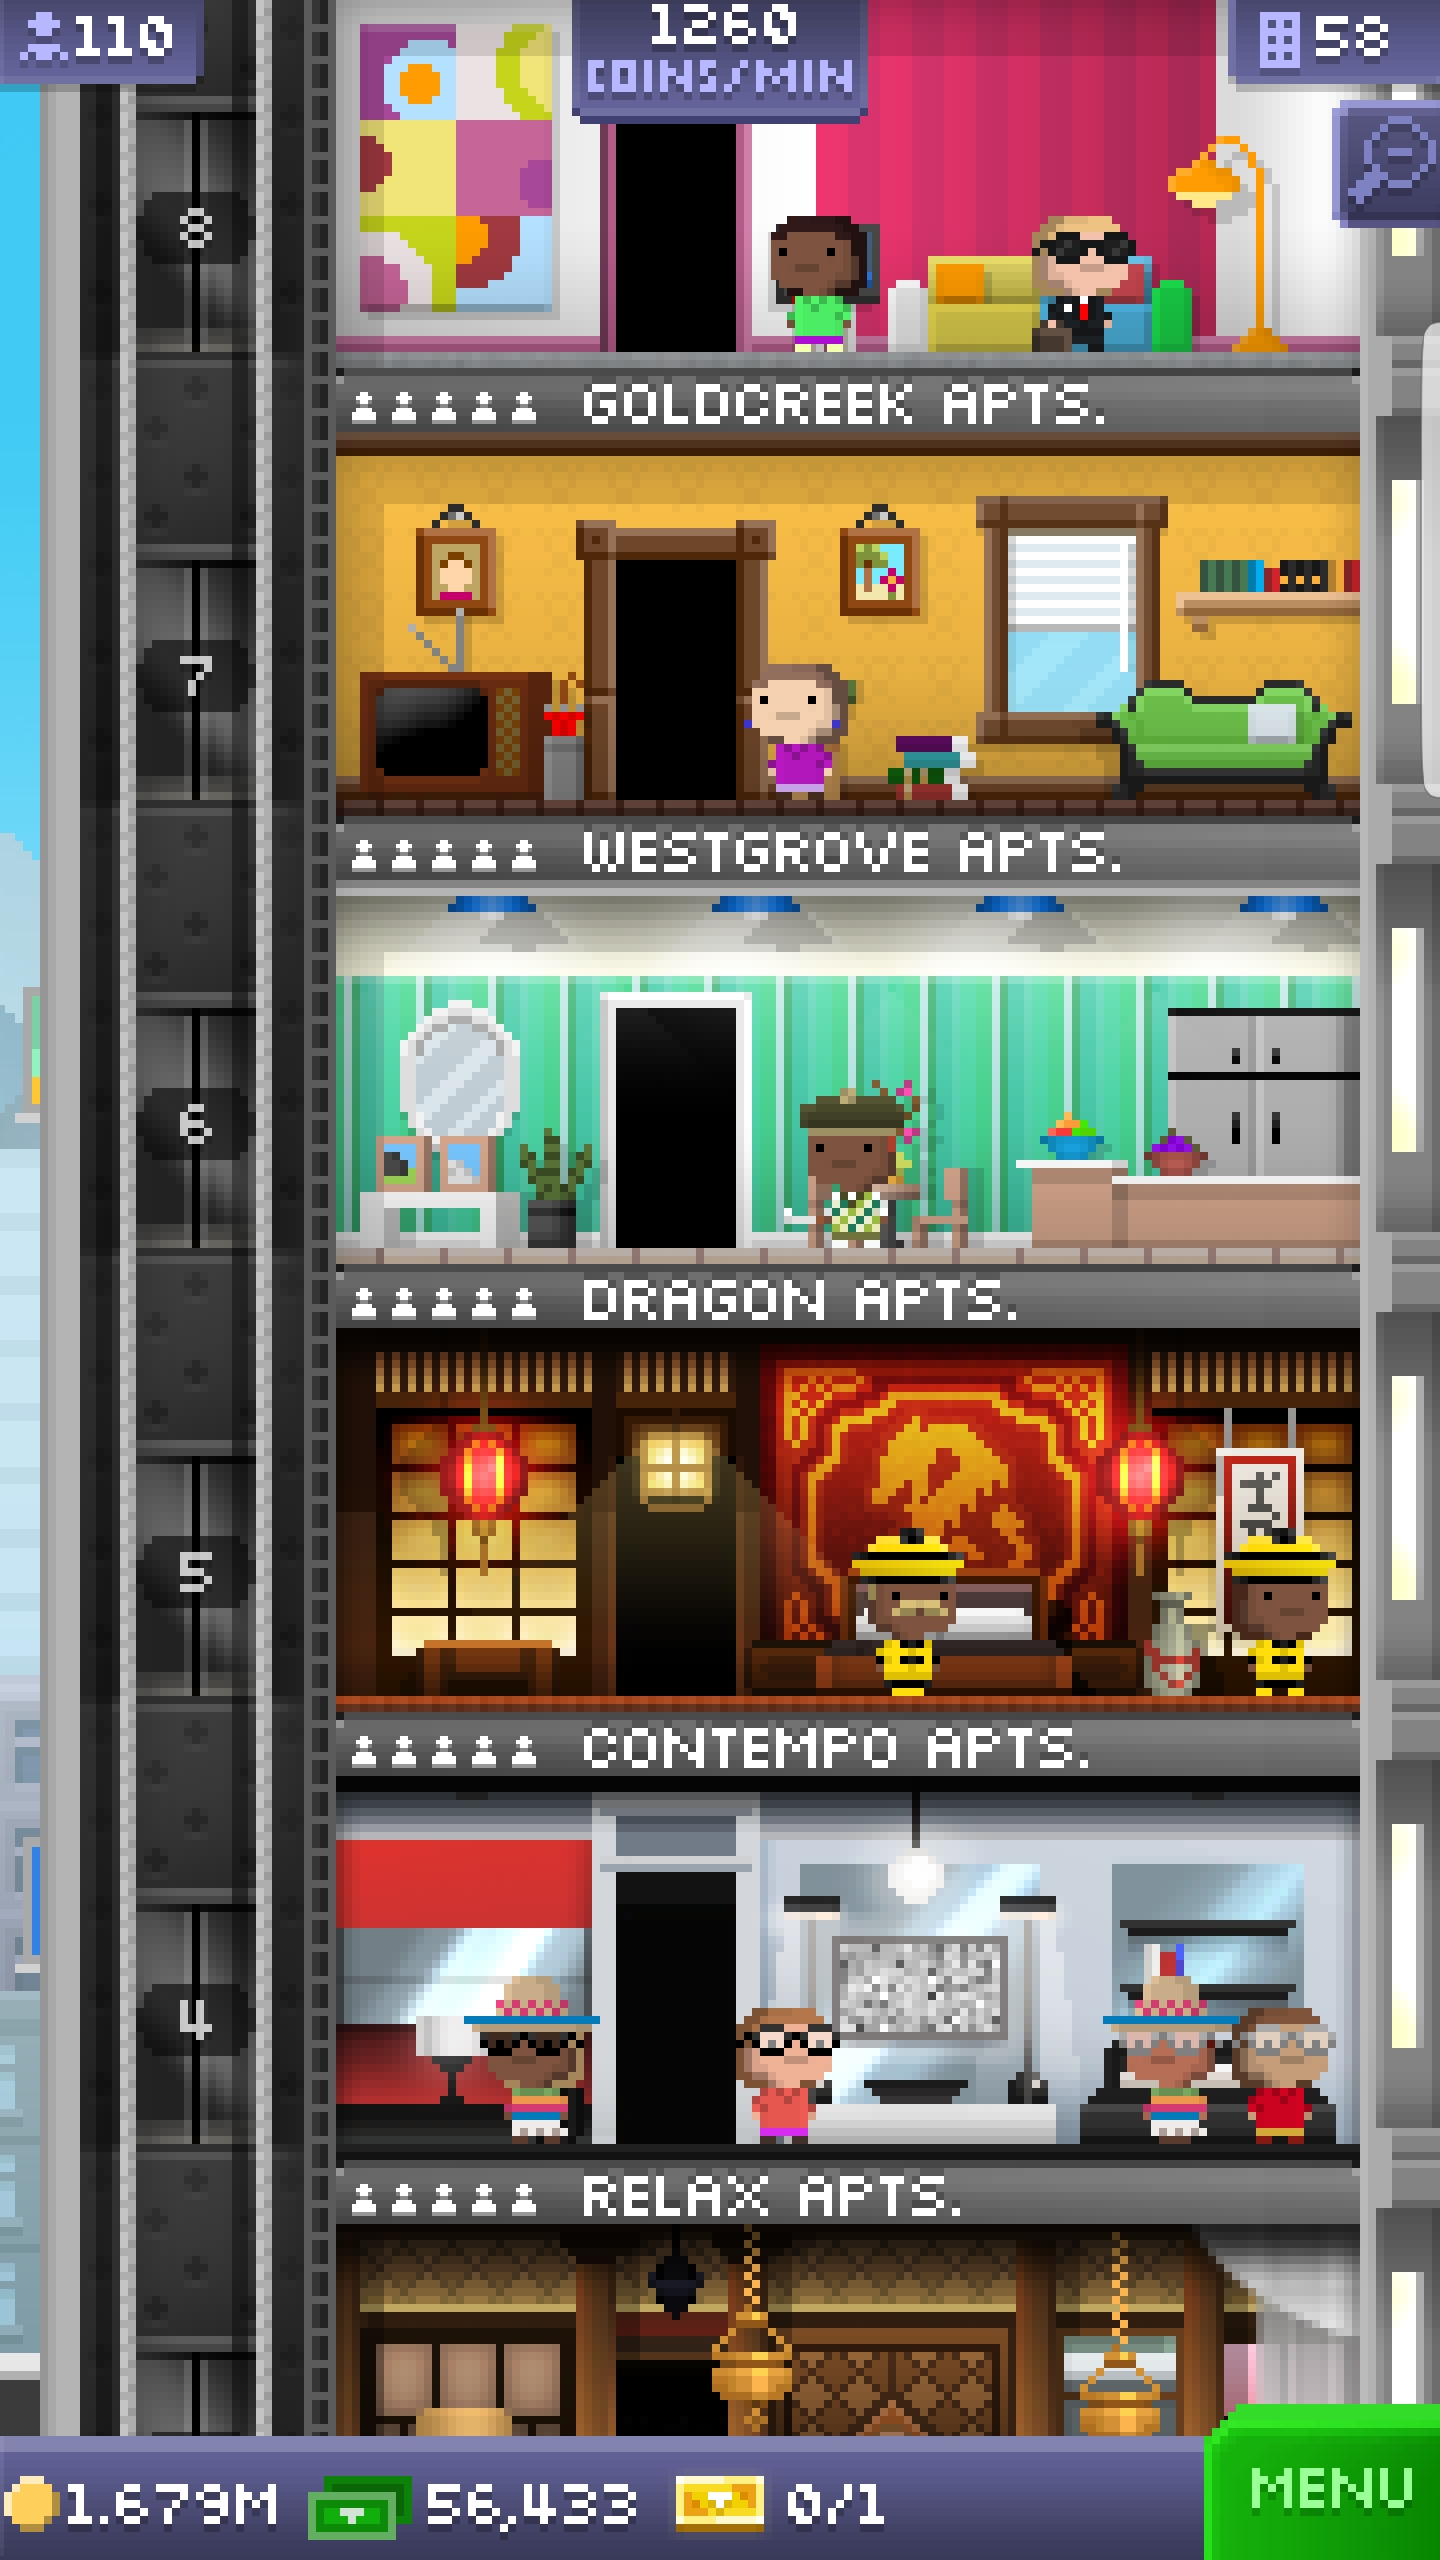 110
1260
COINS/MIN
58
8
GOLDCREEK APTS.
7
WESTGROVE APTS.
6
DRAGON APTS.
5
CONTEMPO APTS.
4
RELAX APTS.
1.679M
56,433
0/1
MENU